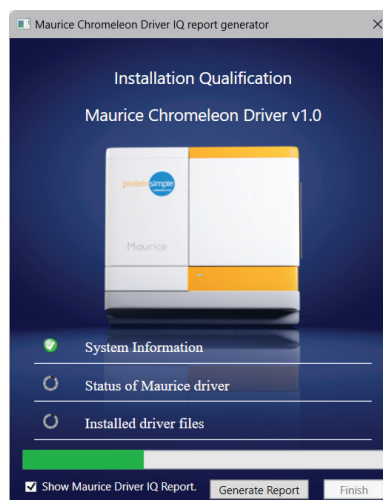 Maurice Chromeleon Driver IQ report generator
Installation Qualification
Maurice Chromeleon Driver v1.0
proteinsimple
Maurice
System Information
Status of Maurice driver
Installed driver files
Show Maurice Driver IQ Report.
Generate Report
Finish